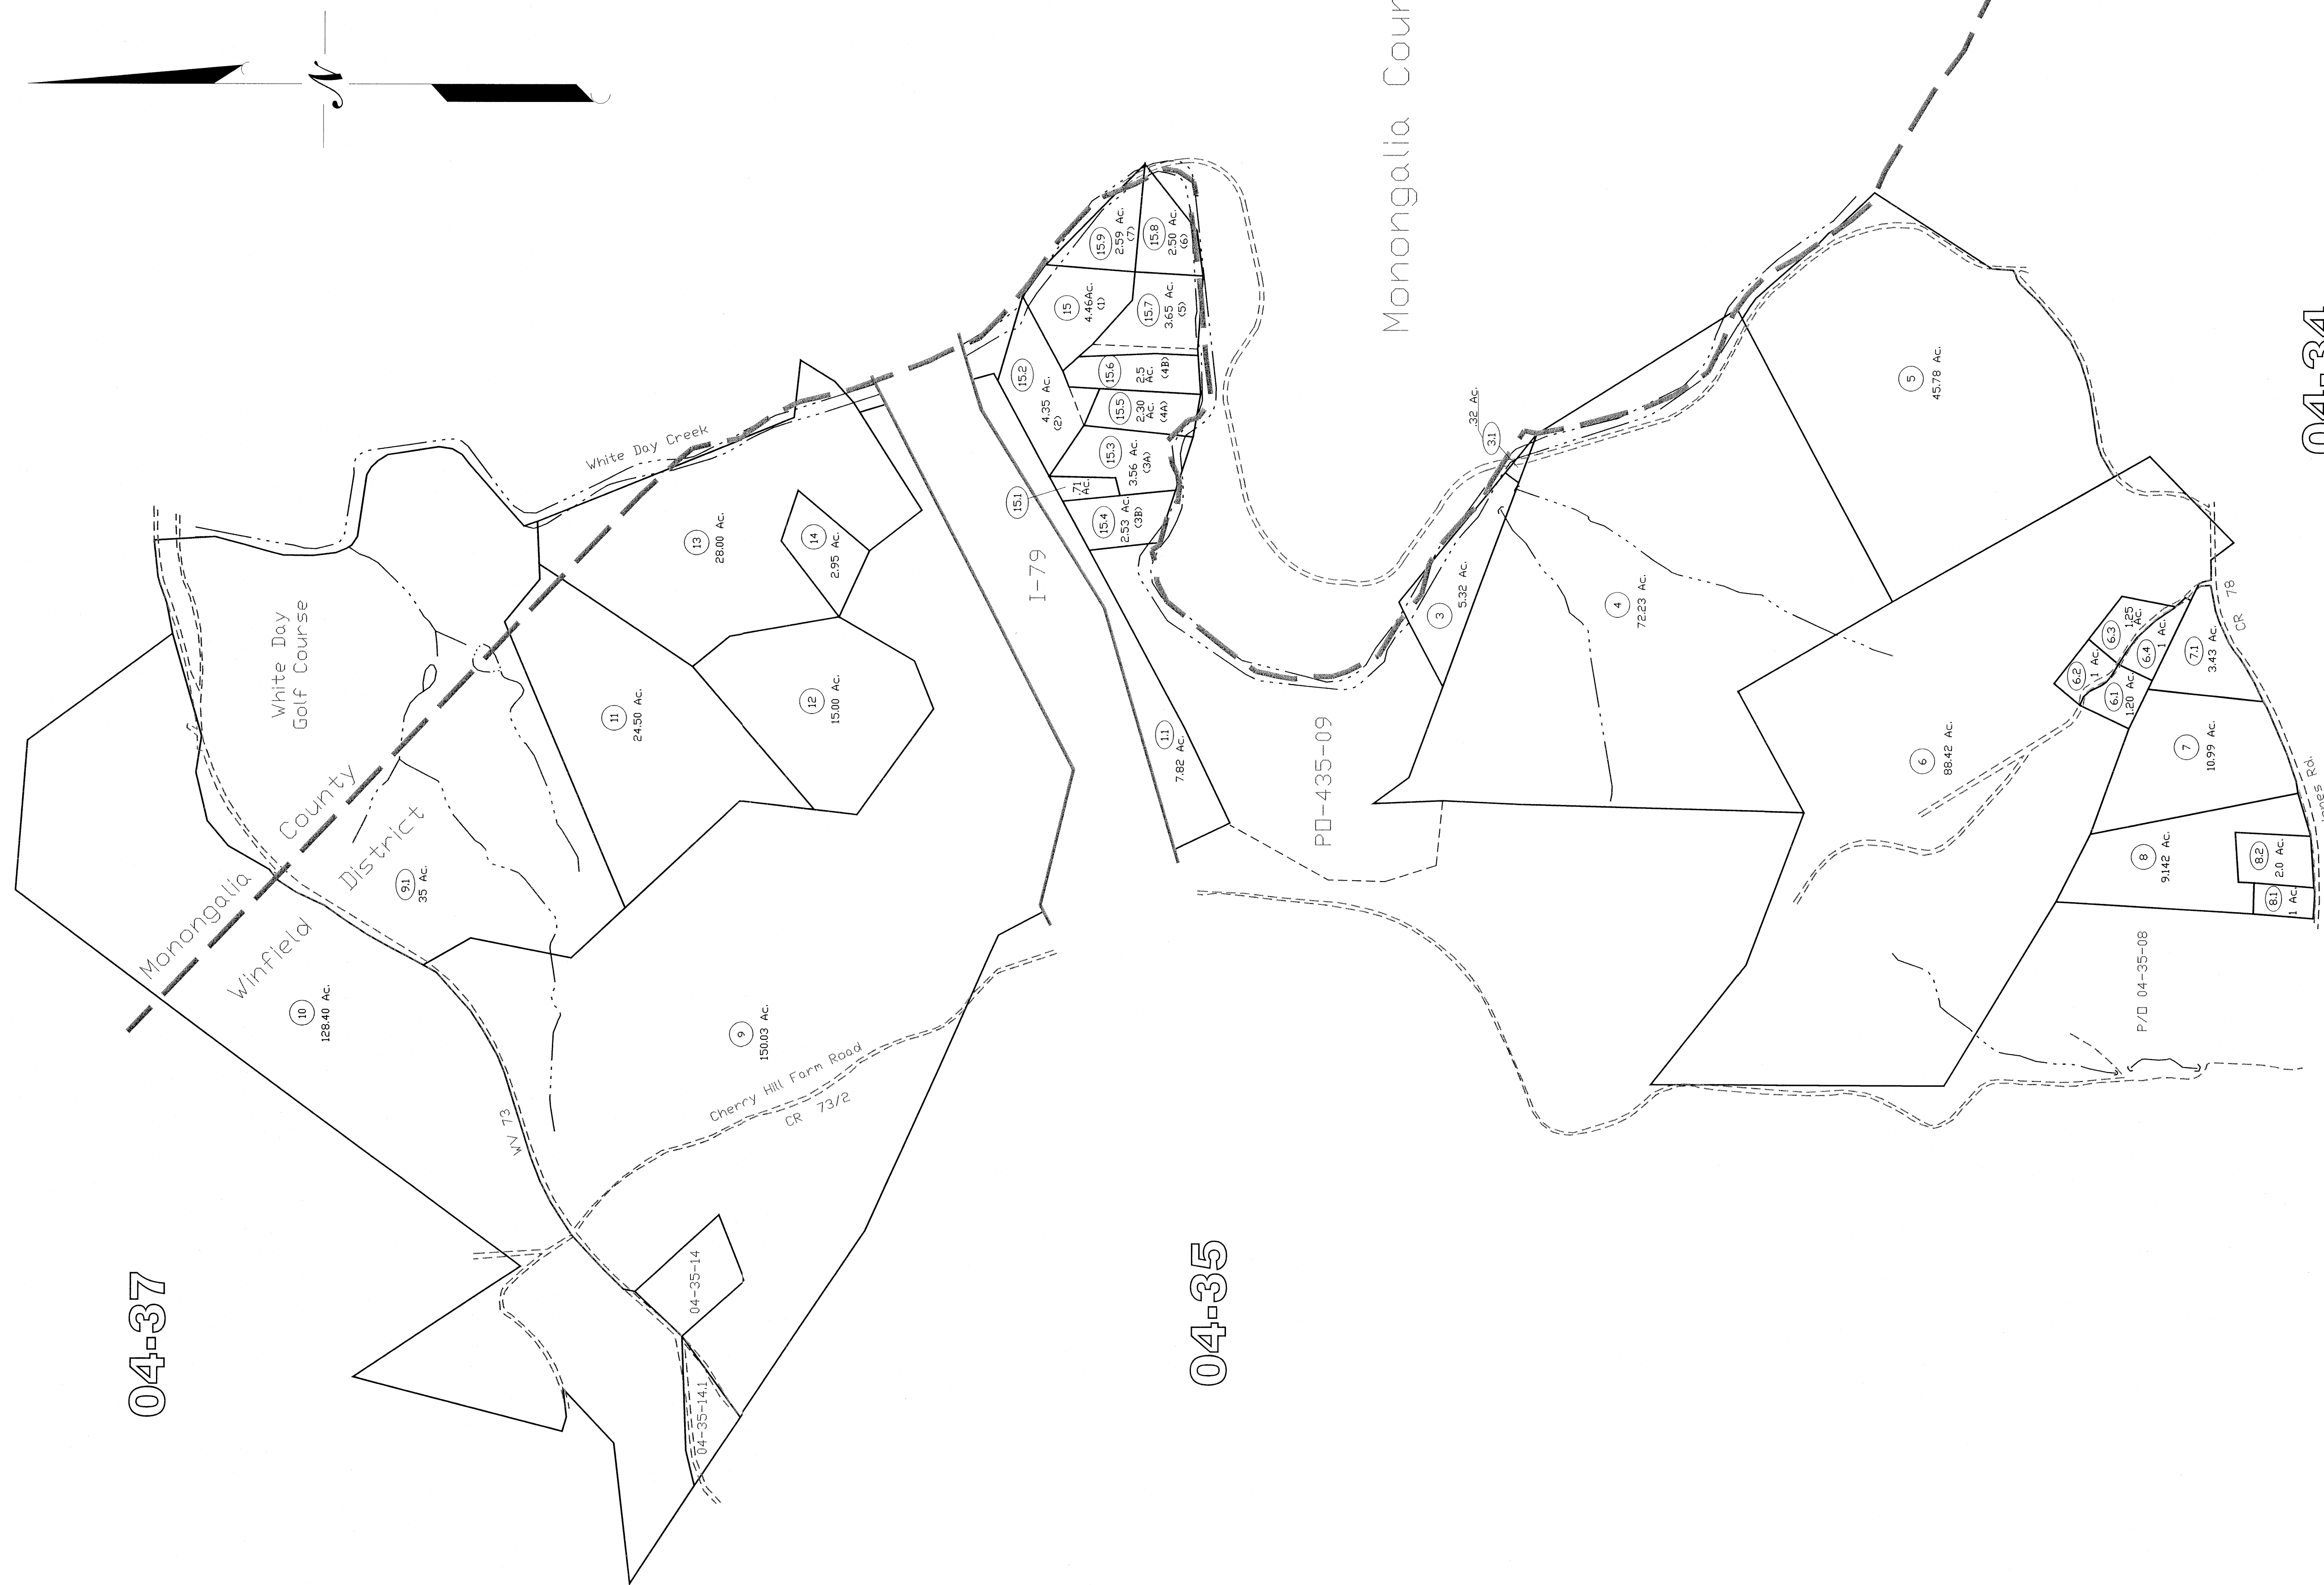 N
04-37
04-35
04-34
Monongalia Coun
Monongalia County
Winfield District
White Day
Golf Course
White Day Creek
I-79
WV 73
Cherry Hill Farm Road
CR 73/2
PO-435-09
P/O 04-35-08
04-35-14
04-35-14.1
CR 78
ones Rd.
10
128.40 Ac.
9.1
35 Ac.
9
150.03 Ac.
11
24.50 Ac.
12
15.00 Ac.
13
28.00 Ac.
14
2.95 Ac.
15.9
2.59 Ac.
(7)
15.8
2.50 Ac.
(6)
15
4.46Ac.
(1)
15.7
3.65 Ac.
(5)
15.2
4.35 Ac.
(2)
15.6
2.5
Ac.
(4B)
15.5
2.30
Ac.
(4A)
15.3
3.56 Ac.
(3A)
15.1
.71
Ac.
15.4
2.53 Ac.
(3B)
1.1
7.82 Ac.
.32 Ac.
3.1
3
5.32 Ac.
4
72.23 Ac.
5
45.78 Ac.
6
88.42 Ac.
6.3
1.25
Ac.
6.2
1 Ac.
6.4
1 Ac.
6.1
1.20 Ac.
7.1
3.43 Ac.
7
10.99 Ac.
8
9.142 Ac.
8.2
2.0 Ac.
8.1
1 Ac.